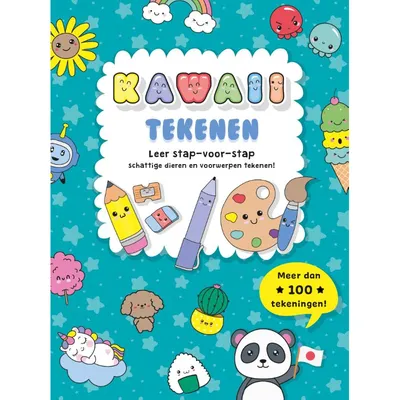 KAWAII
TEKENEN
Leer stap-voor-stap
schattige dieren en voorwerpen tekenen!
Meer dan
★ 100 ★
tekeningen!